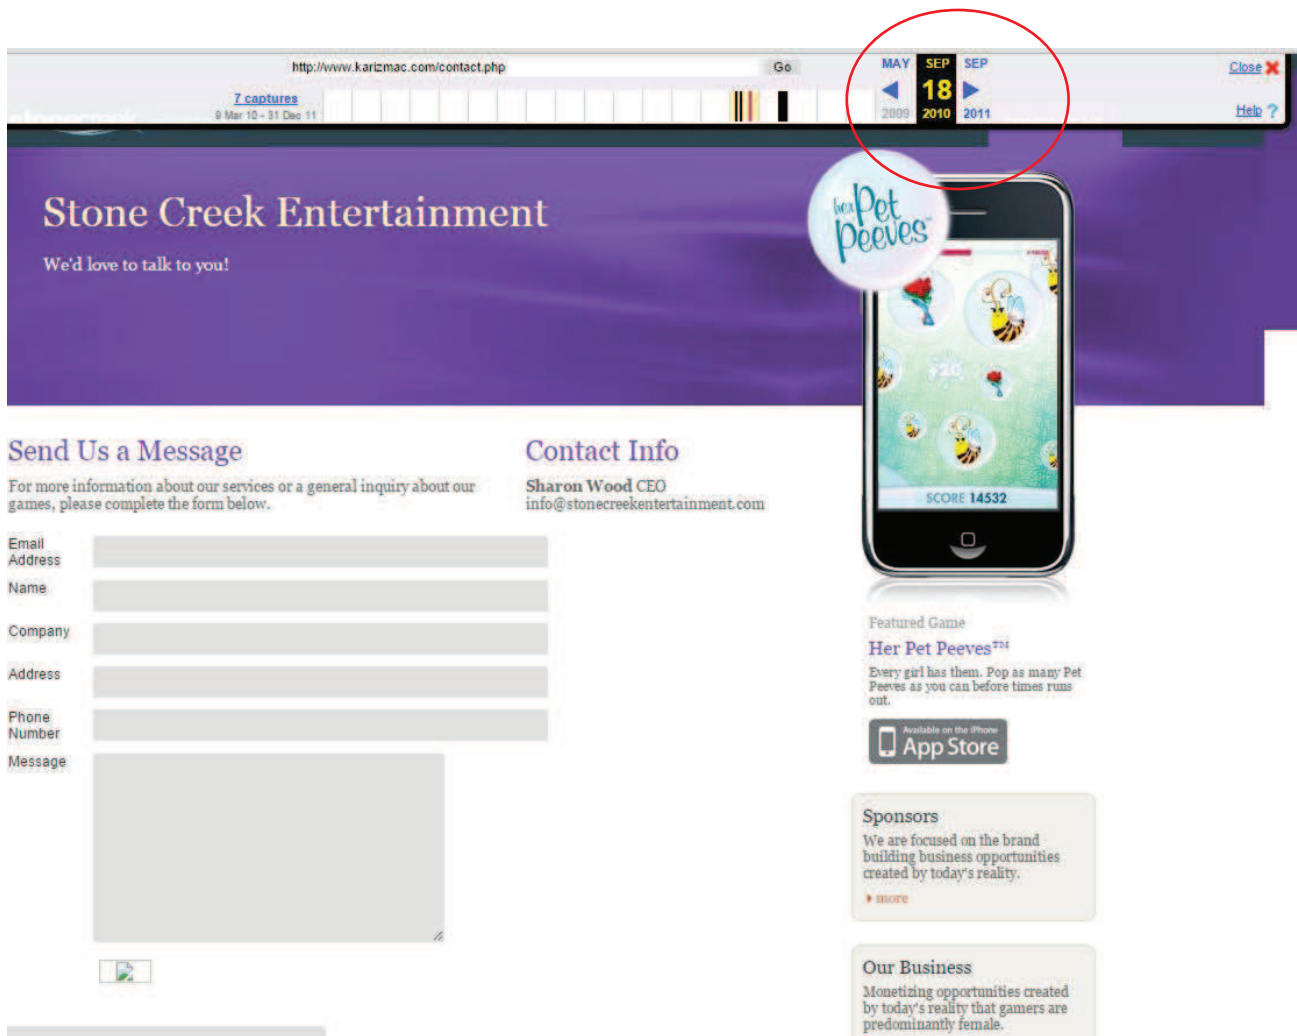 http://www.karizmac.com/contact.php
Go
MAY SEP SEP
18
2009 2010 2011
Close
Help ?
7 captures
9 Mar 10 - 31 Dec 11
stonecreek
Stone Creek Entertainment
We'd love to talk to you!
her Pet
Peeves™
+20
SCORE 14532
Send Us a Message
For more information about our services or a general inquiry about our
games, please complete the form below.
Contact Info
Sharon Wood CEO
info@stonecreekentertainment.com
Email
Address
Name
Company
Address
Phone
Number
Message
Featured Game
Her Pet Peeves™
Every girl has them. Pop as many Pet
Peeves as you can before times runs
out.
Available on the iPhone
App Store
Sponsors
We are focused on the brand
building business opportunities
created by today's reality.
more
Our Business
Monetizing opportunities created
by today's reality that gamers are
predominantly female.